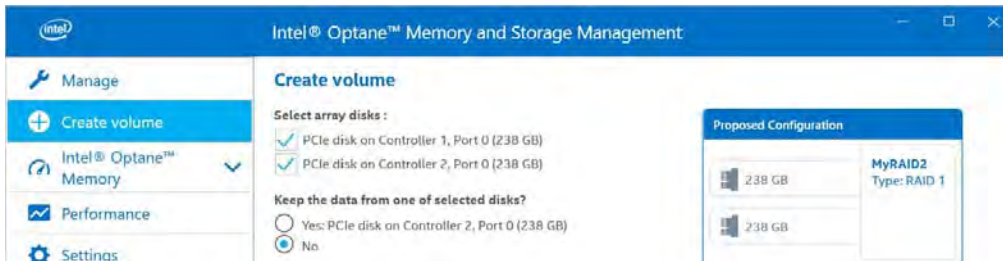 intel
Intel® Optane™ Memory and Storage Management
Manage
Create volume
Intel® Optane™
Memory
Performance
Settings
Create volume
Select array disks :
PCIe disk on Controller 1, Port 0 (238 GB)
PCIe disk on Controller 2, Port 0 (238 GB)
Keep the data from one of selected disks?
Yes: PCIe disk on Controller 2, Port 0 (238 GB)
No
Proposed Configuration
238 GB
238 GB
MyRAID2
Type: RAID 1